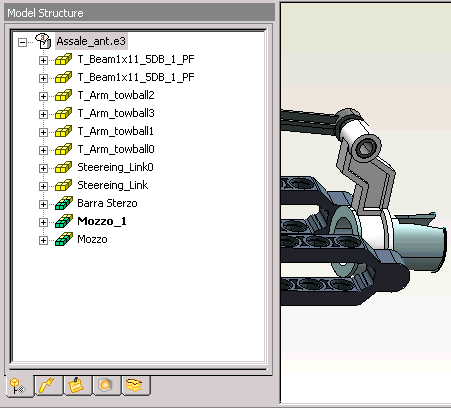 Model Structure
Assale_ant.e3
T_Beam1x11_5DB_1_PF
T_Beam1x11_5DB_1_PF
T_Arm_towball2
T_Arm_towball3
T_Arm_towball1
T_Arm_towball0
Steereing_Link0
Steereing_Link
Barra Sterzo
Mozzo_1
Mozzo